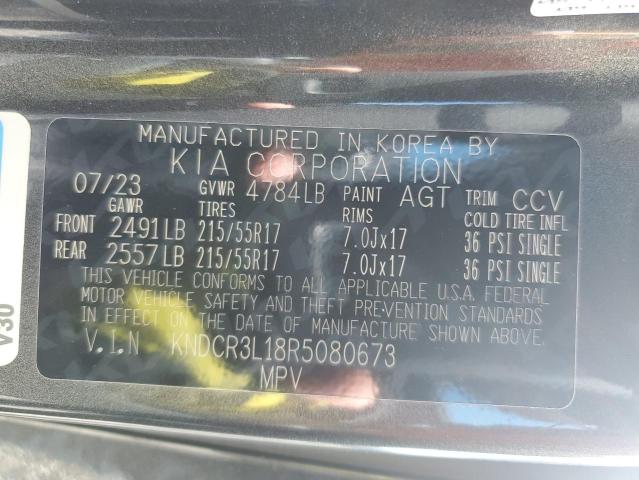 MANUFACTURED IN KOREA BY
KIA CORPORATION
07/23 GVWR 4784LB PAINT AGT TRIM CCV
GAWR TIRES RIMS COLD TIRE INFL
FRONT 2491LB 215/55R17 7.0Jx17 36 PSI SINGLE
REAR 2557LB 215/55R17 7.0Jx17 36 PSI SINGLE
THIS VEHICLE CONFORMS TO ALL APPLICABLE U.S.A. FEDERAL
MOTOR VEHICLE SAFETY AND THEFT PREVENTION STANDARDS
IN EFFECT ON THE DATE OF MANUFACTURE SHOWN ABOVE.
V.I.N KNDCR3L18R5080673
MPV
V30